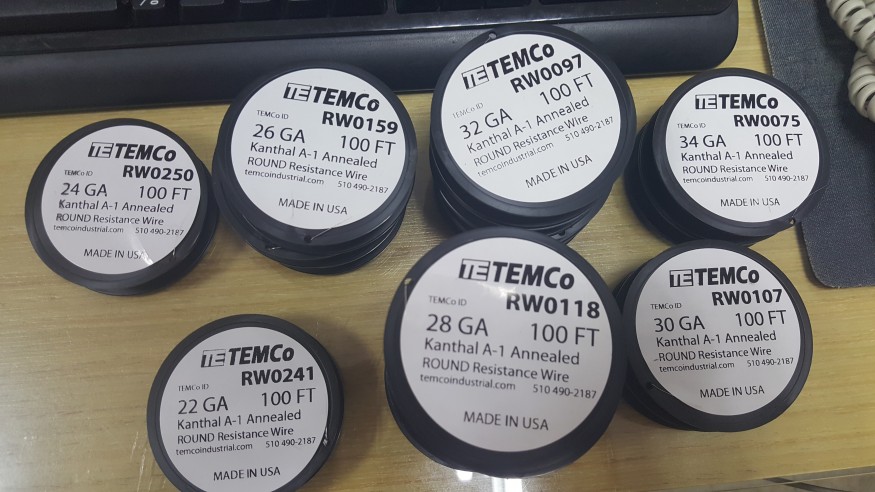 TE TEMCo
TEMCo ID
RW0250
24 GA 100 FT
Kanthal A-1 Annealed
ROUND Resistance Wire
temcoindustrial.com 510 490-2187
MADE IN USA
TE TEMCo
TEMCo ID
RW0159
26 GA 100 FT
Kanthal A-1 Annealed
ROUND Resistance Wire
temcoindustrial.com 510 490-2187
MADE IN USA
TE TEMCo
TEMCo ID
RW0097
32 GA 100 FT
Kanthal A-1 Annealed
ROUND Resistance Wire
temcoindustrial.com 510 490-2187
MADE IN USA
TE TEMCo
TEMCo ID
RW0075
34 GA 100 FT
Kanthal A-1 Annealed
ROUND Resistance Wire
temcoindustrial.com 510 490-2187
MADE IN USA
TE TEMCo
TEMCo ID
RW0241
22 GA 100 FT
Kanthal A-1 Annealed
ROUND Resistance Wire
temcoindustrial.com 510 490-2187
MADE IN USA
TE TEMCo
TEMCo ID
RW0118
28 GA 100 FT
Kanthal A-1 Annealed
ROUND Resistance Wire
temcoindustrial.com 510 490-2187
MADE IN USA
TE TEMCo
TEMCo ID
RW0107
30 GA 100 FT
Kanthal A-1 Annealed
ROUND Resistance Wire
temcoindustrial.com 510 490-2187
MADE IN USA